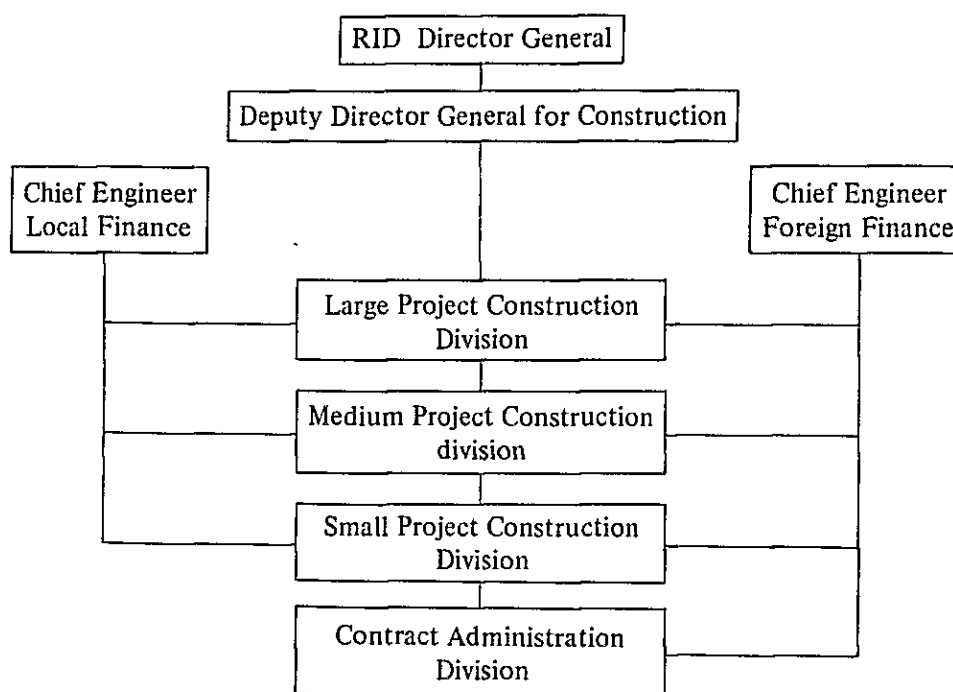 RID Director General
Deputy Director General for Construction
Chief Engineer
Local Finance
Chief Engineer
Foreign Finance
Large Project Construction
Division
Medium Project Construction
division
Small Project Construction
Division
Contract Administration
Division